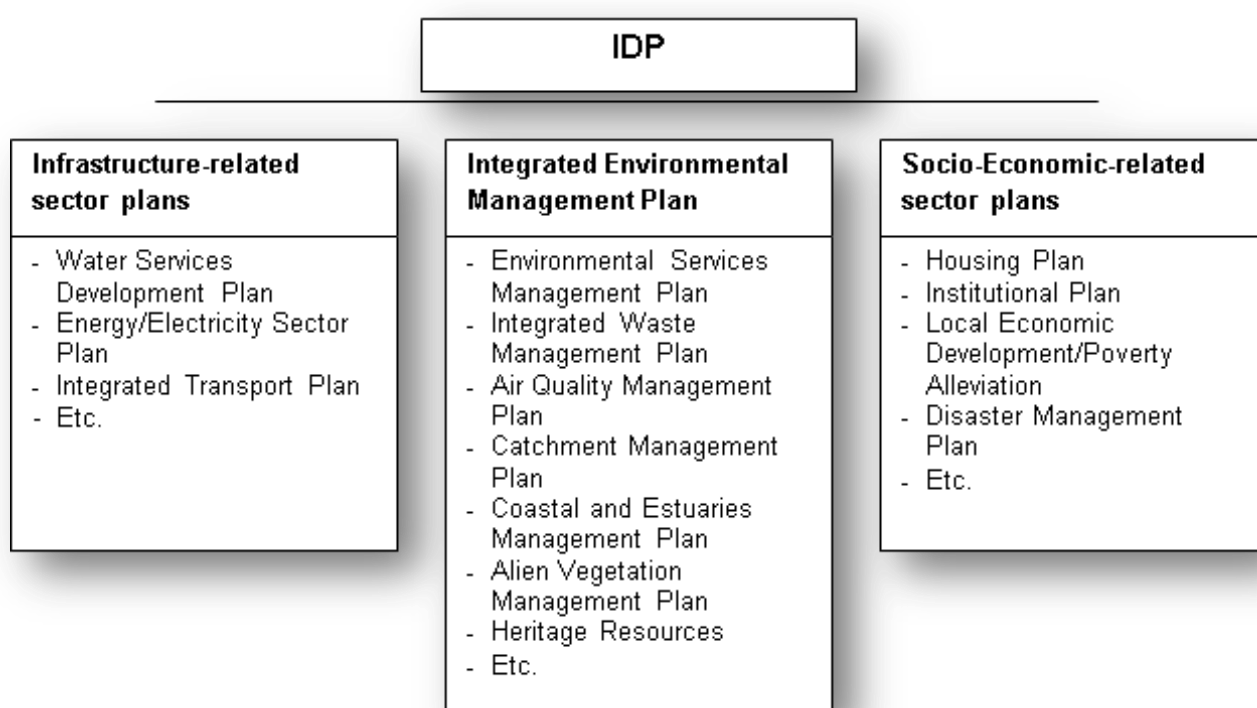 IDP
Infrastructure-related
sector plans
- Water Services
Development Plan
- Energy/Electricity Sector
Plan
- Integrated Transport Plan
- Etc.
Integrated Environmental
Management Plan
- Environmental Services
Management Plan
- Integrated Waste
Management Plan
- Air Quality Management
Plan
- Catchment Management
Plan
- Coastal and Estuaries
Management Plan
- Alien Vegetation
Management Plan
- Heritage Resources
- Etc.
Socio-Economic-related
sector plans
- Housing Plan
- Institutional Plan
- Local Economic
Development/Poverty
Alleviation
- Disaster Management
Plan
- Etc.